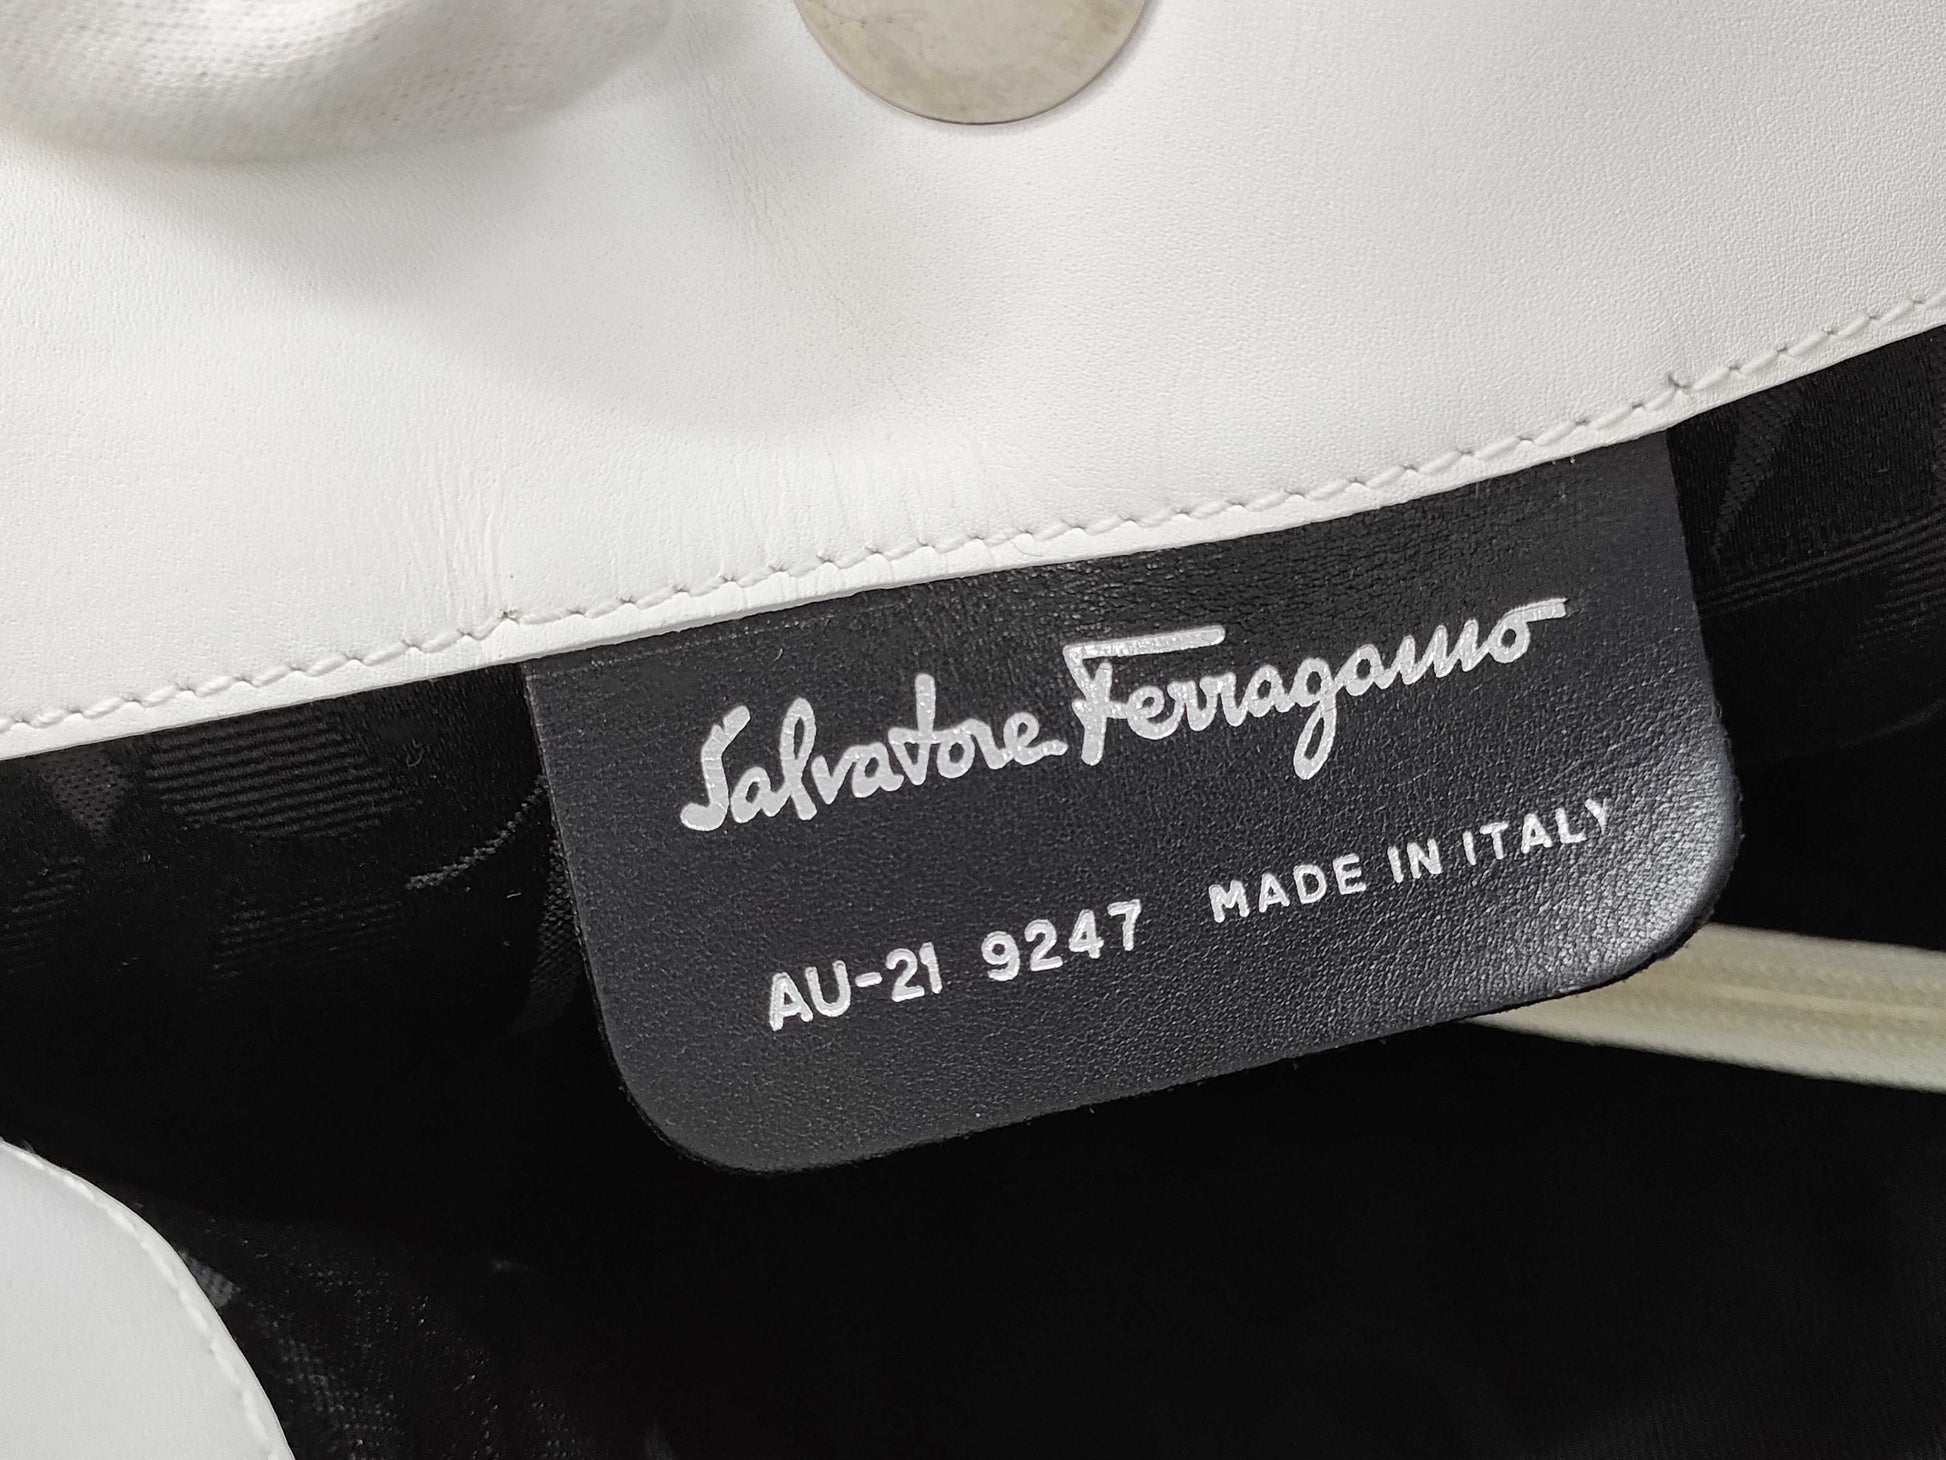 Salvatore Ferragamo
AU-21 9247 MADE IN ITALY